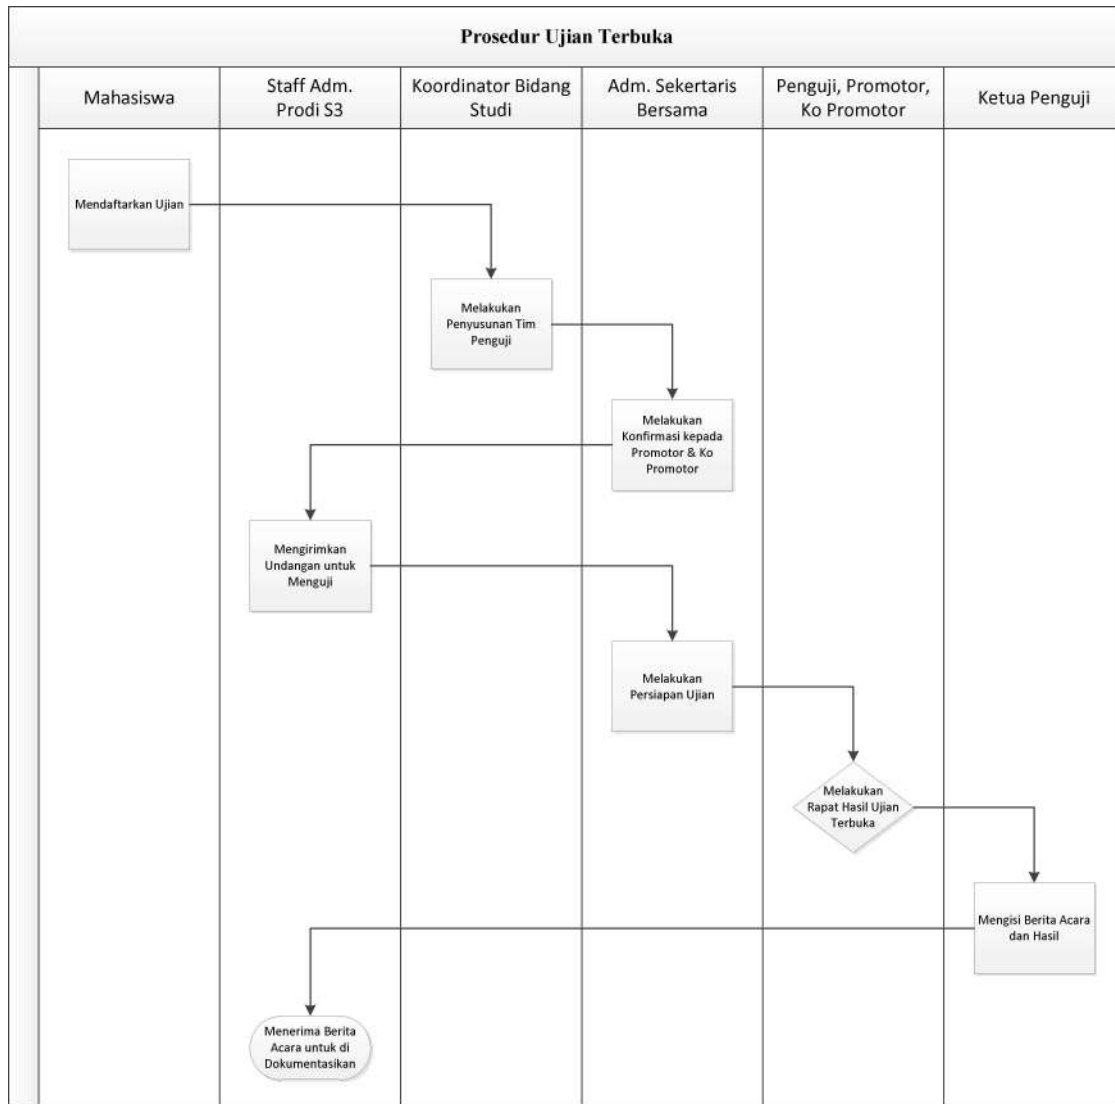 Prosedur Ujian Terbuka
Mahasiswa
Staff Adm.
Prodi S3
Koordinator Bidang
Studi
Adm. Sekertaris
Bersama
Penguji, Promotor,
Ko Promotor
Ketua Penguji
Mendaftarkan Ujian
Melakukan
Penyusunan Tim
Penguji
Melakukan
Konfirmasi kepada
Promotor & Ko
Promotor
Mengirimkan
Undangan untuk
Menguji
Melakukan
Persiapan Ujian
Melakukan
Rapat Hasil Ujian
Terbuka
Mengisi Berita Acara
dan Hasil
Menerima Berita
Acara untuk di
Dokumentasikan